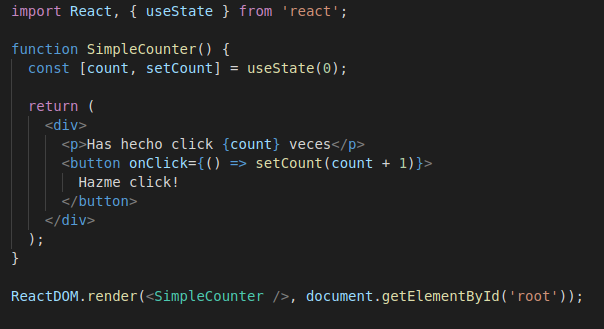 import React, { useState } from 'react';
function SimpleCounter() {
const [count, setCount] = useState(0);
return (
<div>
<p>Has hecho click {count} veces</p>
<button onClick={() => setCount(count + 1)}>
Hazme click!
</button>
</div>
);
}
ReactDOM.render(<SimpleCounter />, document.getElementById('root'));